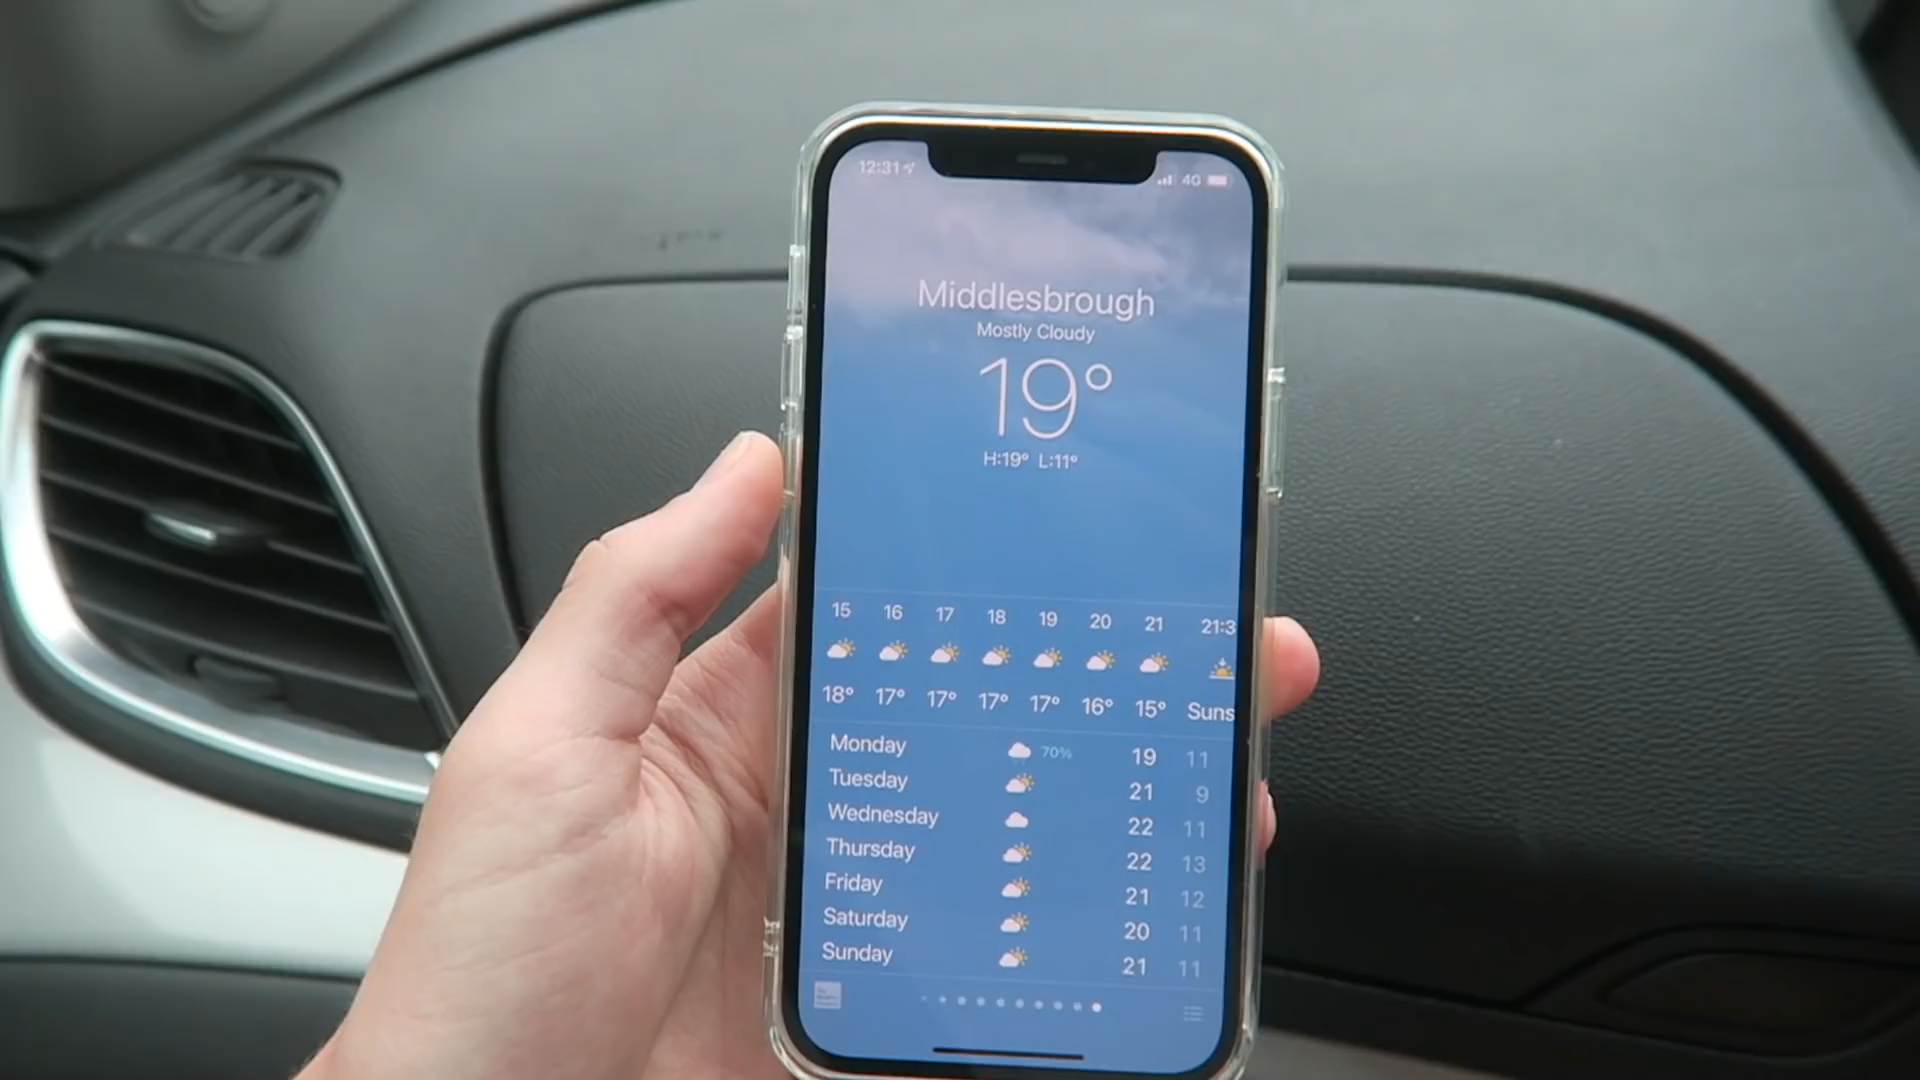 12:31 4G
Middlesbrough
Mostly Cloudy
19°
H:19° L:11°
15 16 17 18 19 20 21 21:3
18° 17° 17° 17° 17° 16° 15° Suns
Monday 70% 19 11
Tuesday 21 9
Wednesday 22 11
Thursday 22 13
Friday 21 12
Saturday 20 11
Sunday 21 11